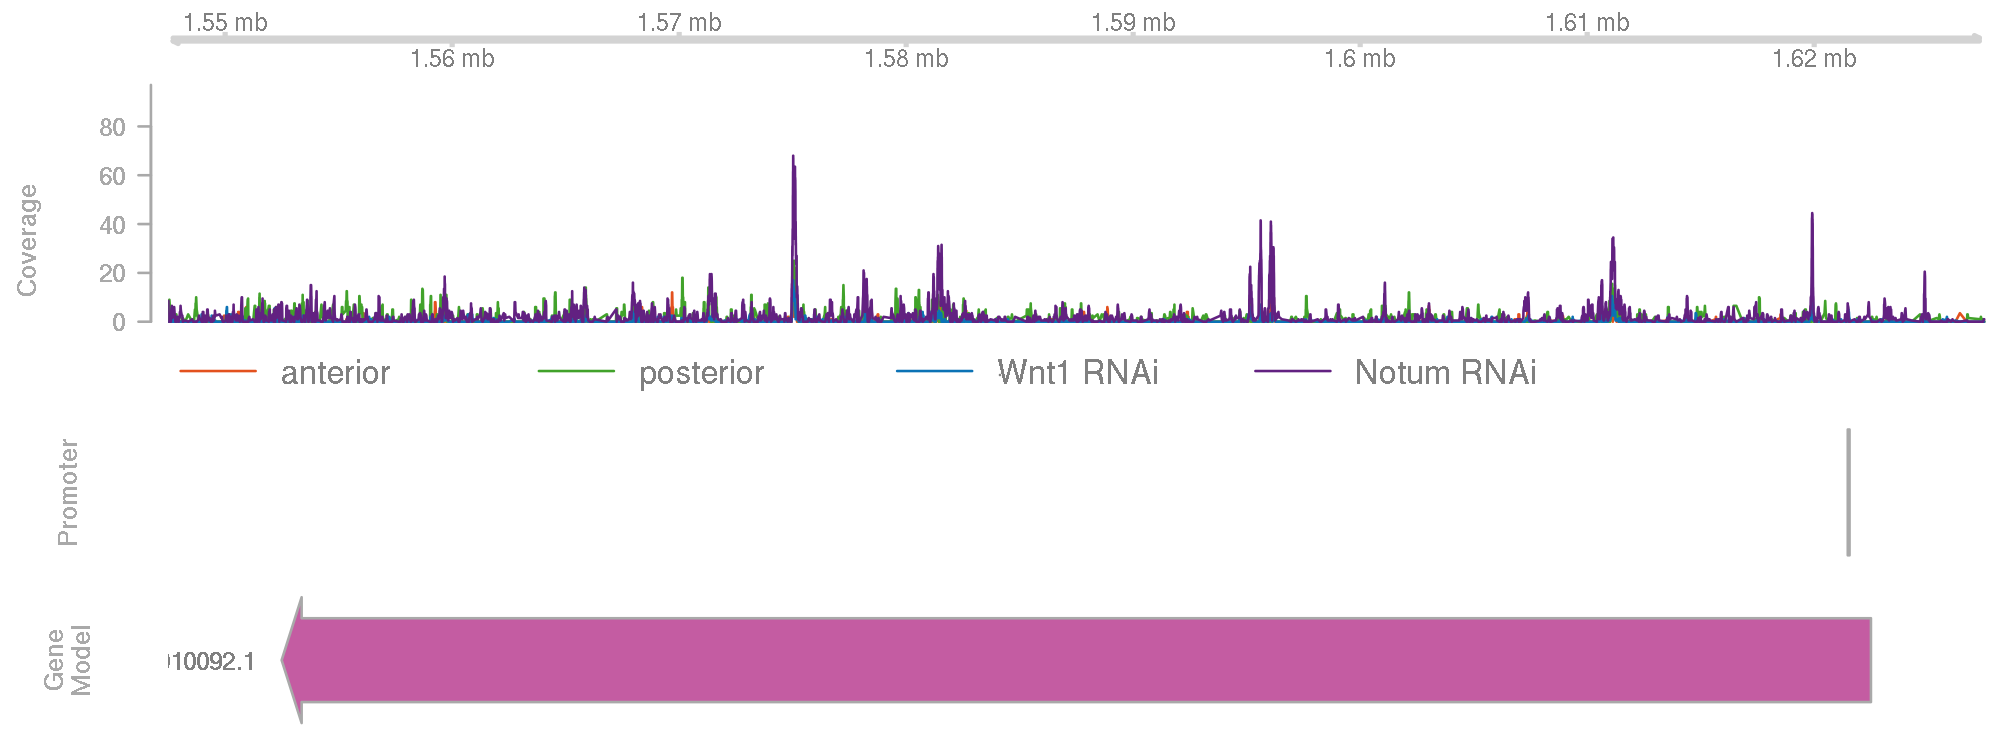 1.55 mb 1.57 mb 1.59 mb 1.61 mb
1.56 mb 1.58 mb 1.6 mb 1.62 mb
Coverage
80
60
40
20
0
anterior posterior Wnt1 RNAi Notum RNAi
Promoter
Gene
Model
10092.1